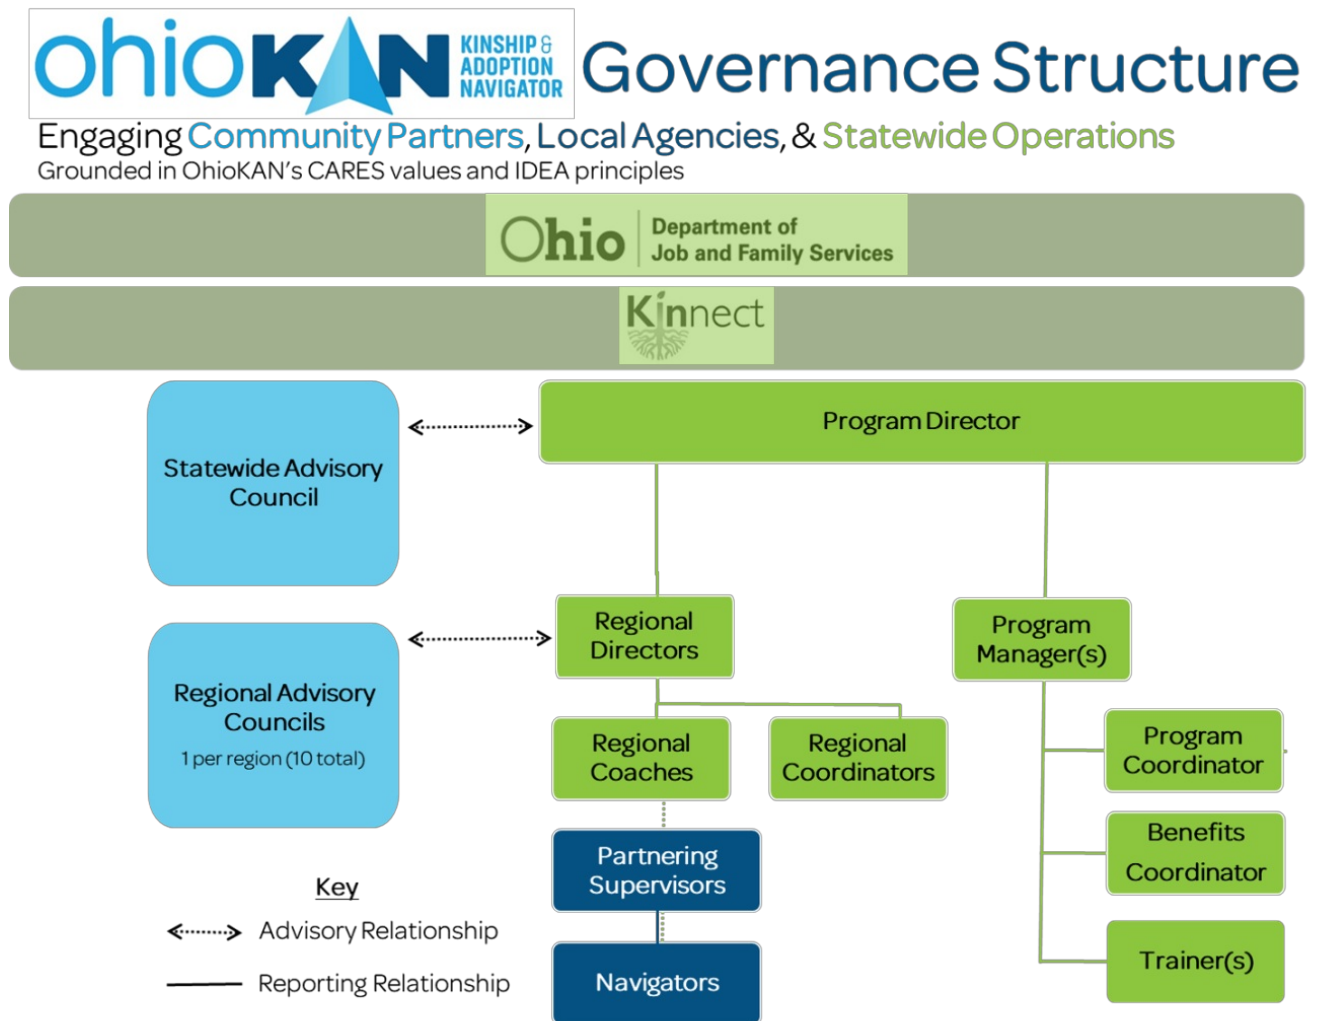 ohioKAN KINSHIP &
ADOPTION
NAVIGATOR
Governance Structure
Engaging Community Partners, Local Agencies, & Statewide Operations
Grounded in OhioKAN's CARES values and IDEA principles
Ohio Department of
Job and Family Services
Kinnect
Program Director
Statewide Advisory
Council
Regional
Directors
Program
Manager(s)
Regional Advisory
Councils
1 per region (10 total)
Regional
Coaches
Regional
Coordinators
Program
Coordinator
Partnering
Supervisors
Benefits
Coordinator
Key
Advisory Relationship
Reporting Relationship
Navigators
Trainer(s)